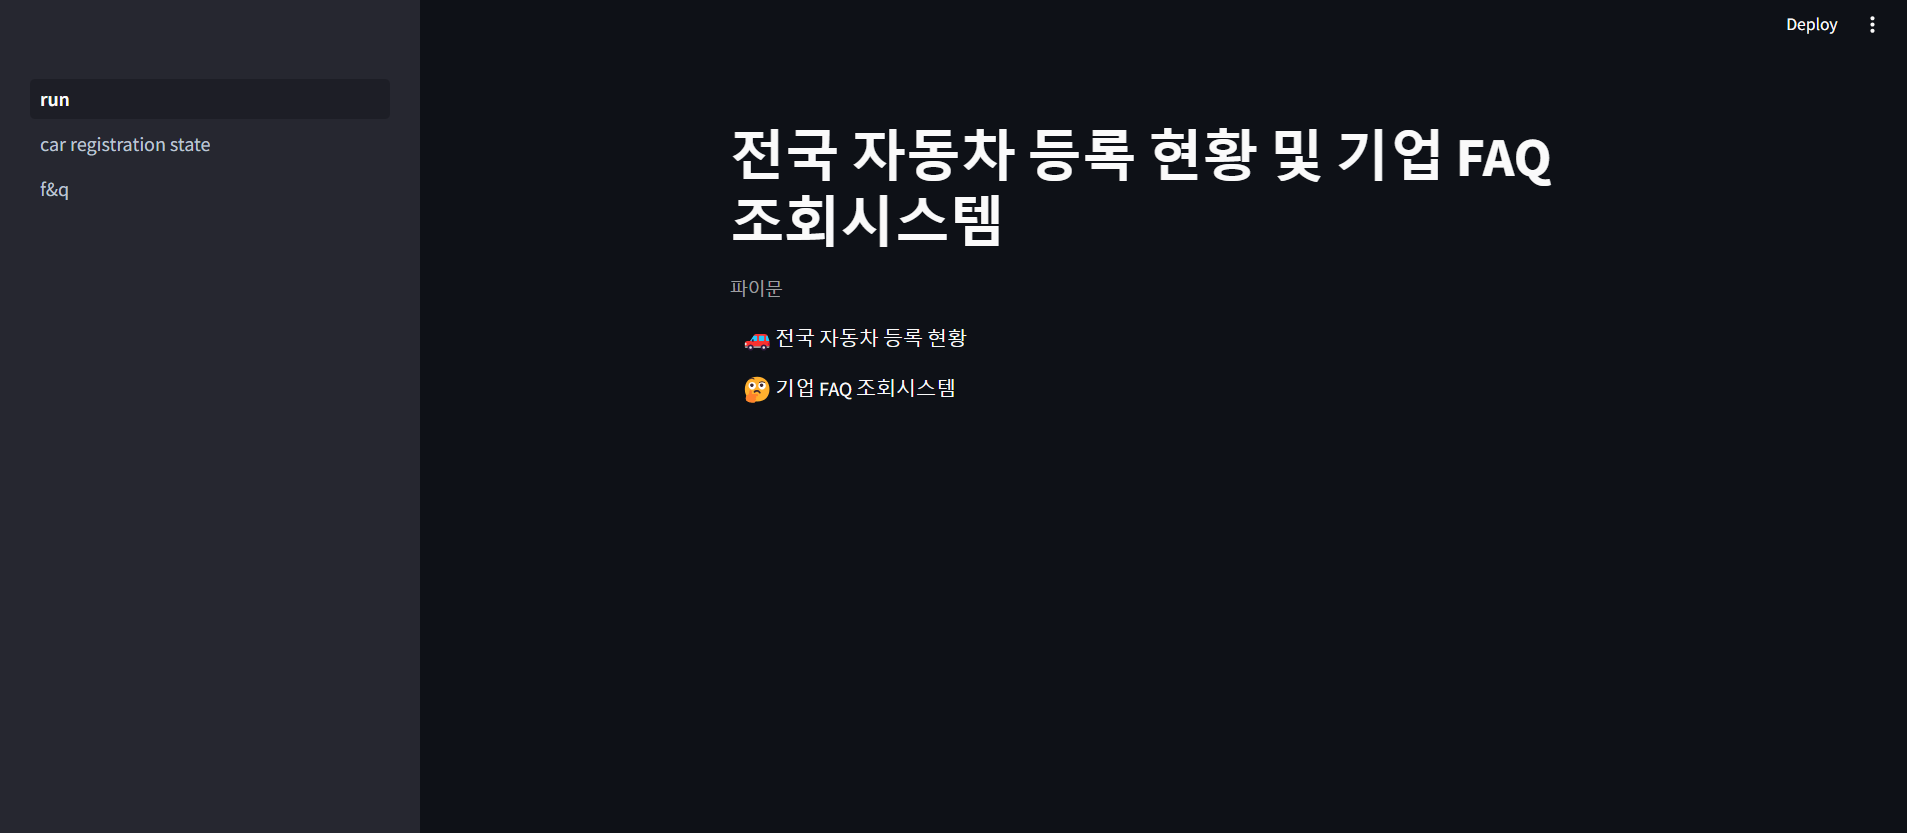 Deploy
run
car registration state
f&q
전국 자동차 등록 현황 및 기업 FAQ
조회시스템
파이문
🚗 전국 자동차 등록 현황
🤔 기업 FAQ 조회시스템